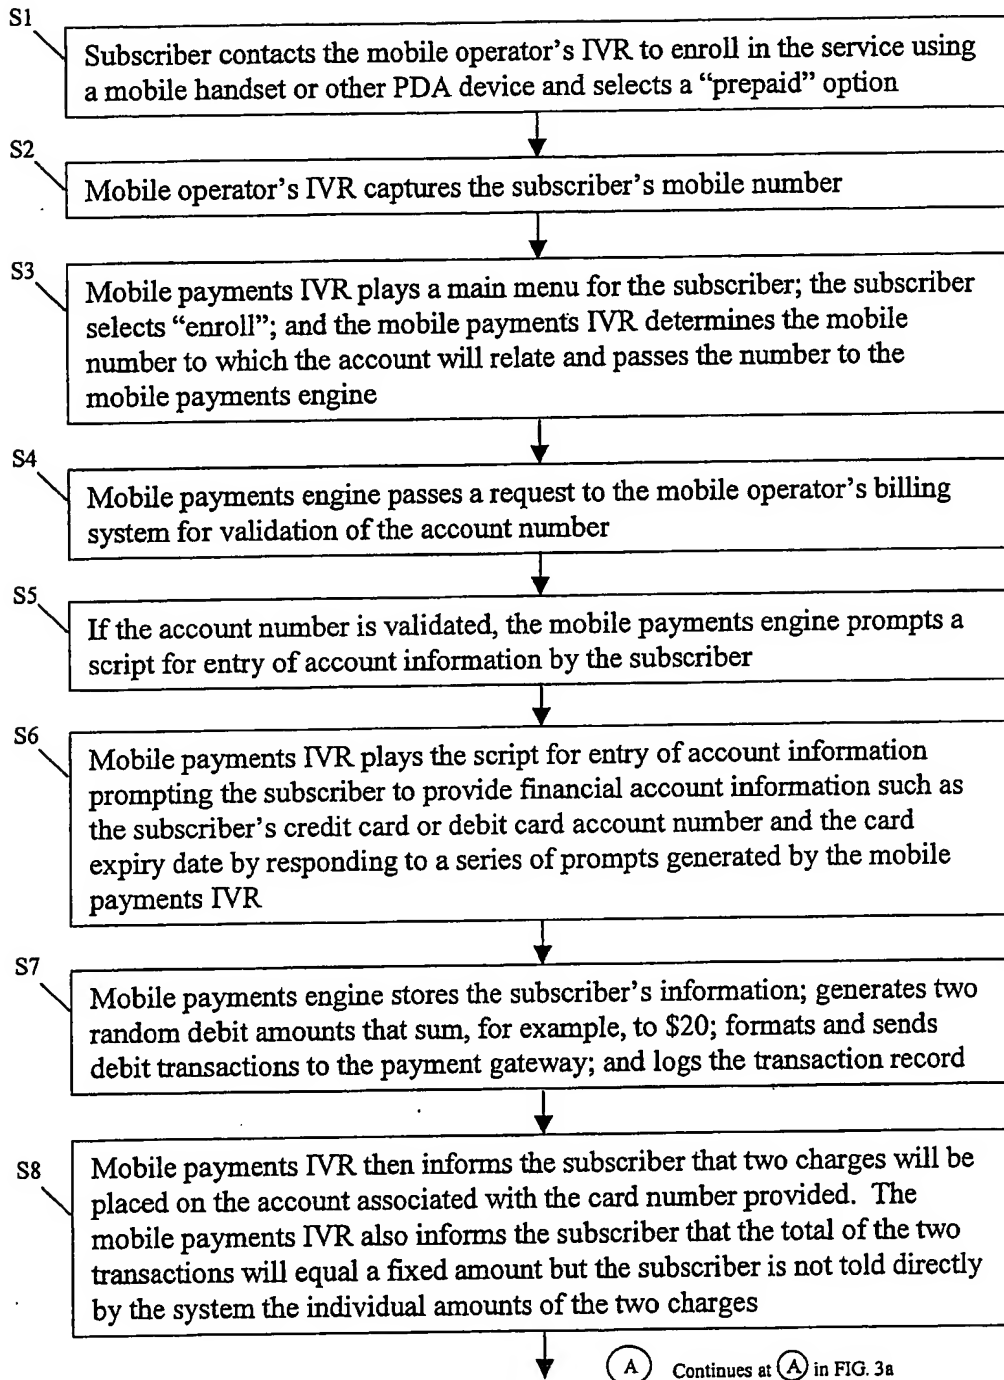 S1
Subscriber contacts the mobile operator's IVR to enroll in the service using
a mobile handset or other PDA device and selects a “prepaid” option
S2
Mobile operator's IVR captures the subscriber's mobile number
S3
Mobile payments IVR plays a main menu for the subscriber; the subscriber
selects “enroll”; and the mobile payments IVR determines the mobile
number to which the account will relate and passes the number to the
mobile payments engine
S4
Mobile payments engine passes a request to the mobile operator's billing
system for validation of the account number
S5
If the account number is validated, the mobile payments engine prompts a
script for entry of account information by the subscriber
S6
Mobile payments IVR plays the script for entry of account information
prompting the subscriber to provide financial account information such as
the subscriber's credit card or debit card account number and the card
expiry date by responding to a series of prompts generated by the mobile
payments IVR
S7
Mobile payments engine stores the subscriber's information; generates two
random debit amounts that sum, for example, to $20; formats and sends
debit transactions to the payment gateway; and logs the transaction record
S8
Mobile payments IVR then informs the subscriber that two charges will be
placed on the account associated with the card number provided. The
mobile payments IVR also informs the subscriber that the total of the two
transactions will equal a fixed amount but the subscriber is not told directly
by the system the individual amounts of the two charges
A Continues at A in FIG. 3a